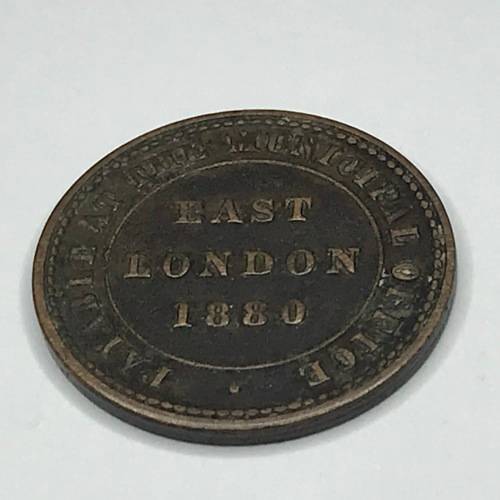 PAYABLE AT THE MUNICIPAL OFFICE
EAST
LONDON
1880